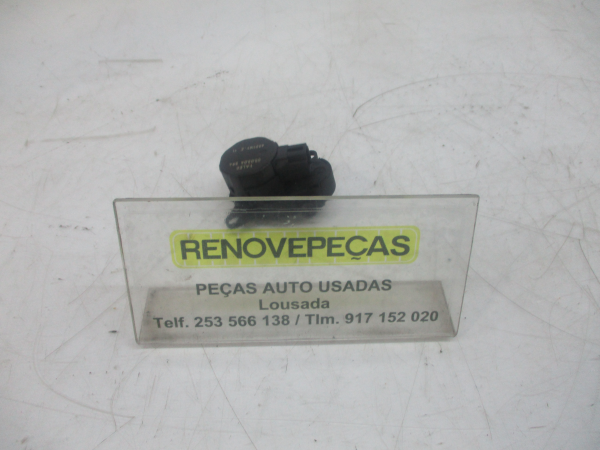 RENOVEPEÇAS
PEÇAS AUTO USADAS
Lousada
Telf. 253 566 138 / Tlm. 917 152 020